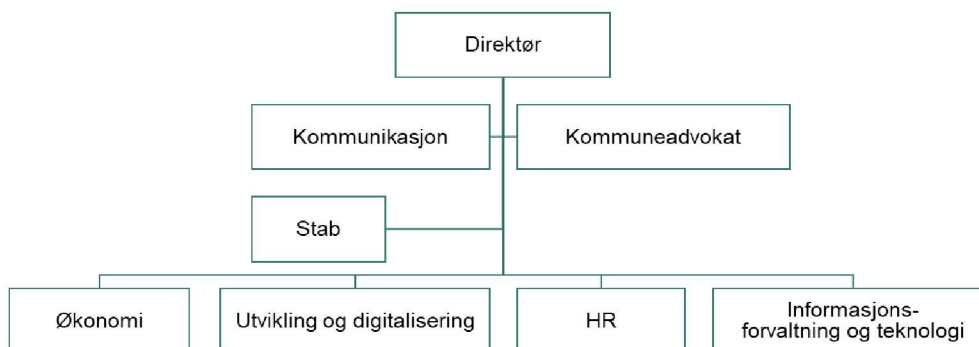 Direktør
Kommunikasjon
Kommuneadvokat
Stab
Økonomi
Utvikling og digitalisering
HR
Informasjons-
forvaltning og teknologi